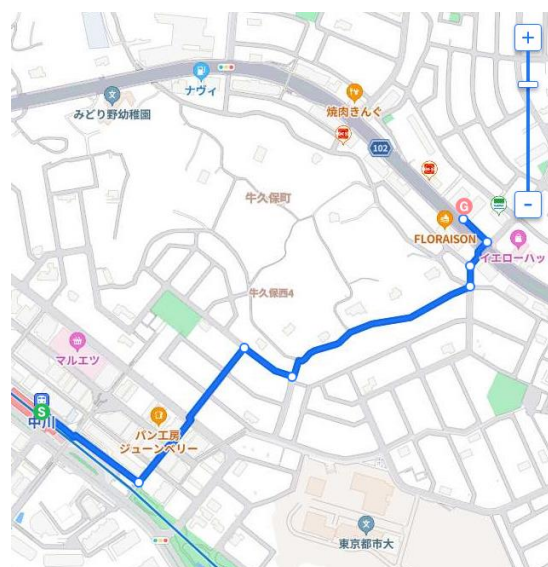 +
ナヴィ
みどり野幼稚園
焼肉きんぐ
102
-
牛久保町
G
FLORAISON
イエローハッ
牛久保西4
マルエツ
S
中川
パン工房
ジューンベリー
東京都市大